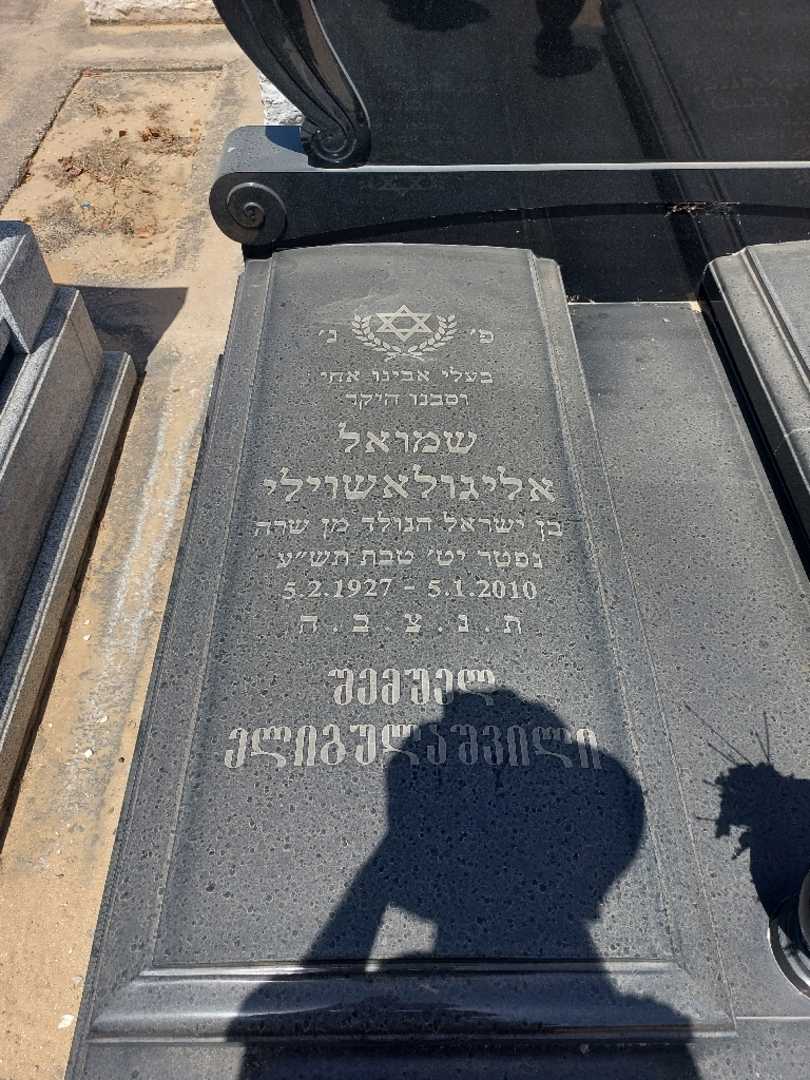 פ׳ נ׳
בעלי אבינו אחי
וסבנו היקר
שמואל
אליגולאשוילי
בן ישראל הנולד מן שרה
נפטר יט׳ טבת תש״ע
5.2.1927 - 5.1.2010
ת . נ . צ . ב . ה
შემუელ
ელიგულაშვილი